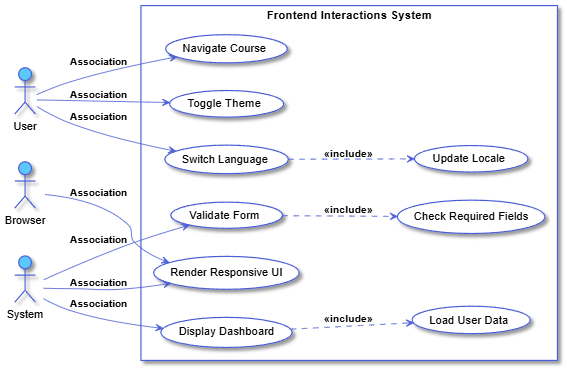 Frontend Interactions System
Navigate Course
Association
Toggle Theme
Association
User
Association
Switch Language
«include»
Update Locale
Browser
Association
Validate Form
«include»
Check Required Fields
Association
Render Responsive UI
System
Association
Association
Display Dashboard
«include»
Load User Data